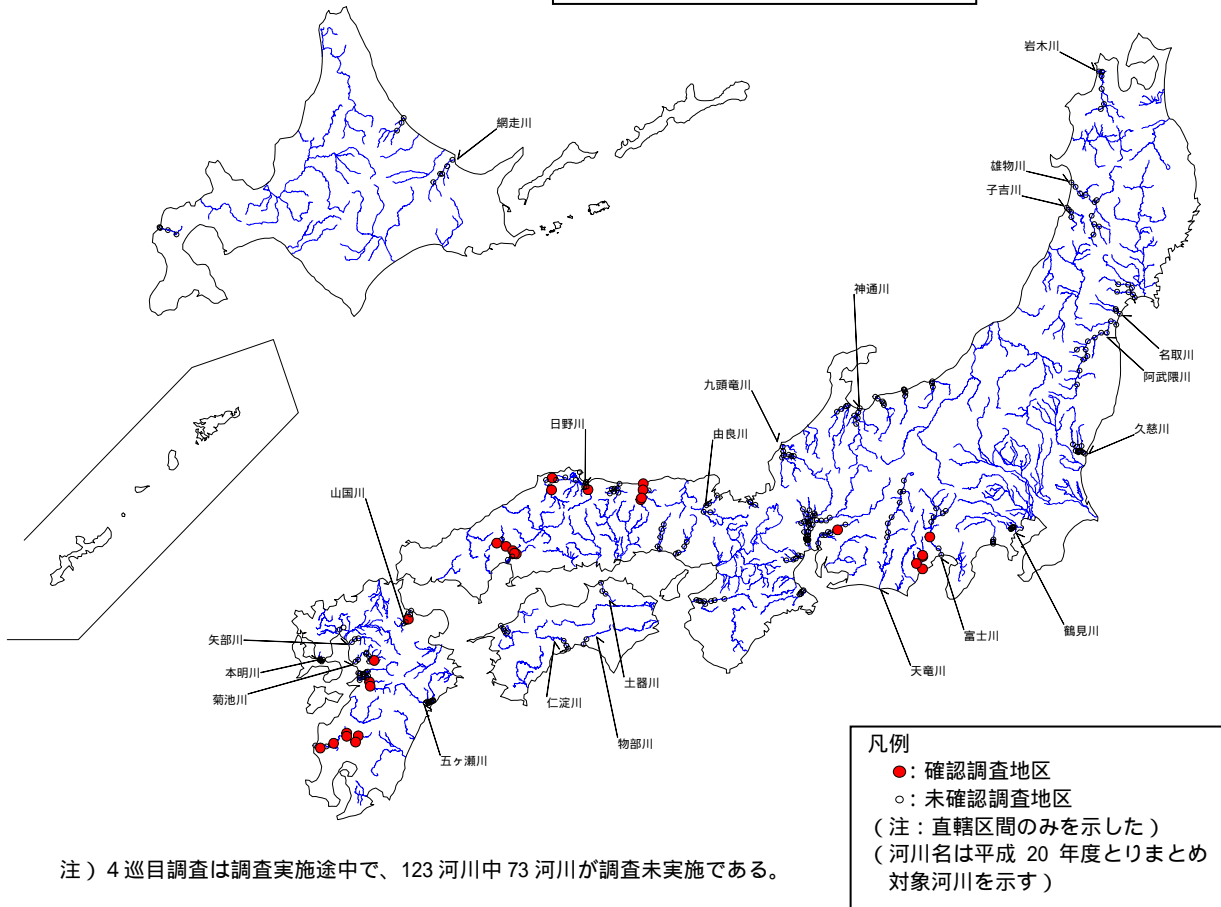 岩木川
網走川
雄物川
子吉川
神通川
名取川
阿武隈川
九頭竜川
久慈川
日野川
由良川
山国川
矢部川
鶴見川
富士川
本明川
天竜川
土器川
菊池川
仁淀川
物部川
五ヶ瀬川
凡例
●：確認調査地区
○：未確認調査地区
（注：直轄区間のみを示した）
（河川名は平成 20 年度とりまとめ
対象河川を示す）
注）４巡目調査は調査実施途中で、123 河川中 73 河川が調査未実施である。